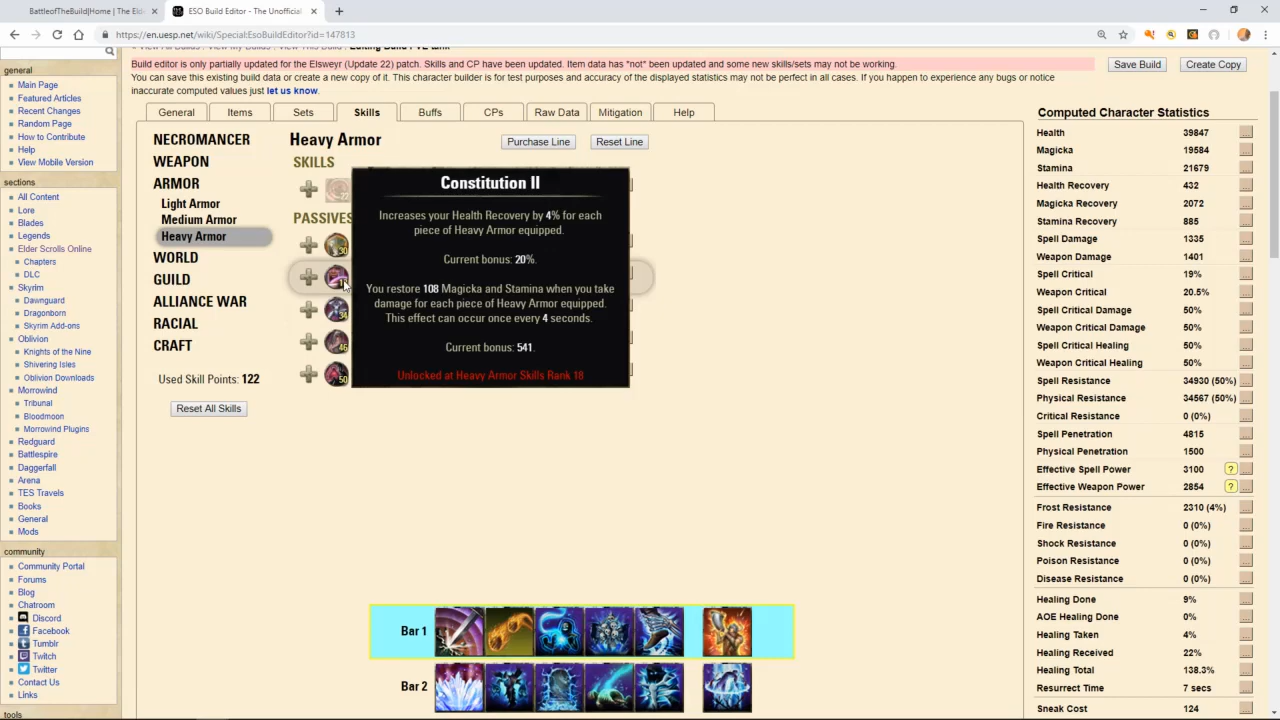 BattleofTheBuild|Home | The Eld
ESO Build Editor - The Unofficial
https://en.uesp.net/wiki/Special:EsoBuildEditor?id=147813
general
Main Page
Featured Articles
Recent Changes
Random Page
How to Contribute
Help
View Mobile Version
sections
All Content
Lore
Blades
Legends
Elder Scrolls Online
Chapters
DLC
Skyrim
Dawnguard
Dragonborn
Skyrim Add-ons
Oblivion
Knights of the Nine
Shivering Isles
Oblivion Downloads
Morrowind
Tribunal
Bloodmoon
Morrowind Plugins
Redguard
Battlespire
Daggerfall
Arena
TES Travels
Books
General
Mods
community
Community Portal
Forums
Blog
Chatroom
Discord
Facebook
Tumblr
Twitch
Twitter
Contact Us
Links
tools
Build editor is only partially updated for the Elsweyr (Update 22) patch. Skills and CP have been updated. Item data has *not* been updated and some new skills/sets may not be working.
You can save this existing build data or create a new copy of it. This character builder is for test purposes and accuracy of the displayed statistics may not be perfect in all cases. If you happen to experience any bugs or notice
inaccurate computed values just let us know.
Save Build
Create Copy
General
Items
Sets
Skills
Buffs
CPs
Raw Data
Mitigation
Help
NECROMANCER
WEAPON
ARMOR
Light Armor
Medium Armor
Heavy Armor
WORLD
GUILD
ALLIANCE WAR
RACIAL
CRAFT
Used Skill Points: 122
Reset All Skills
Heavy Armor
Purchase Line
Reset Line
SKILLS
22
PASSIVES
30
34
46
50
Constitution II
Increases your Health Recovery by 4% for each
piece of Heavy Armor equipped.
Current bonus: 20%.
You restore 108 Magicka and Stamina when you take
damage for each piece of Heavy Armor equipped.
This effect can occur once every 4 seconds.
Current bonus: 541.
Unlocked at Heavy Armor Skills Rank 18
Bar 1
Bar 2
Computed Character Statistics
Health 39847 ...
Magicka 19584 ...
Stamina 21679 ...
Health Recovery 432 ...
Magicka Recovery 2072 ...
Stamina Recovery 885 ...
Spell Damage 1335 ...
Weapon Damage 1401 ...
Spell Critical 19% ...
Weapon Critical 20.5% ...
Spell Critical Damage 50% ...
Weapon Critical Damage 50% ...
Spell Critical Healing 50% ...
Weapon Critical Healing 50% ...
Spell Resistance 34930 (50%) ...
Physical Resistance 34567 (50%) ...
Critical Resistance 0 (0%) ...
Spell Penetration 4815 ...
Physical Penetration 1500 ...
Effective Spell Power 3100 ? ...
Effective Weapon Power 2854 ? ...
Frost Resistance 2310 (4%) ...
Fire Resistance 0 (0%) ...
Shock Resistance 0 (0%) ...
Poison Resistance 0 (0%) ...
Disease Resistance 0 (0%) ...
Healing Done 9% ...
AOE Healing Done 0% ...
Healing Taken 4% ...
Healing Received 22% ...
Healing Total 138.3% ...
Resurrect Time 7 secs ...
Sneak Cost 124 ...